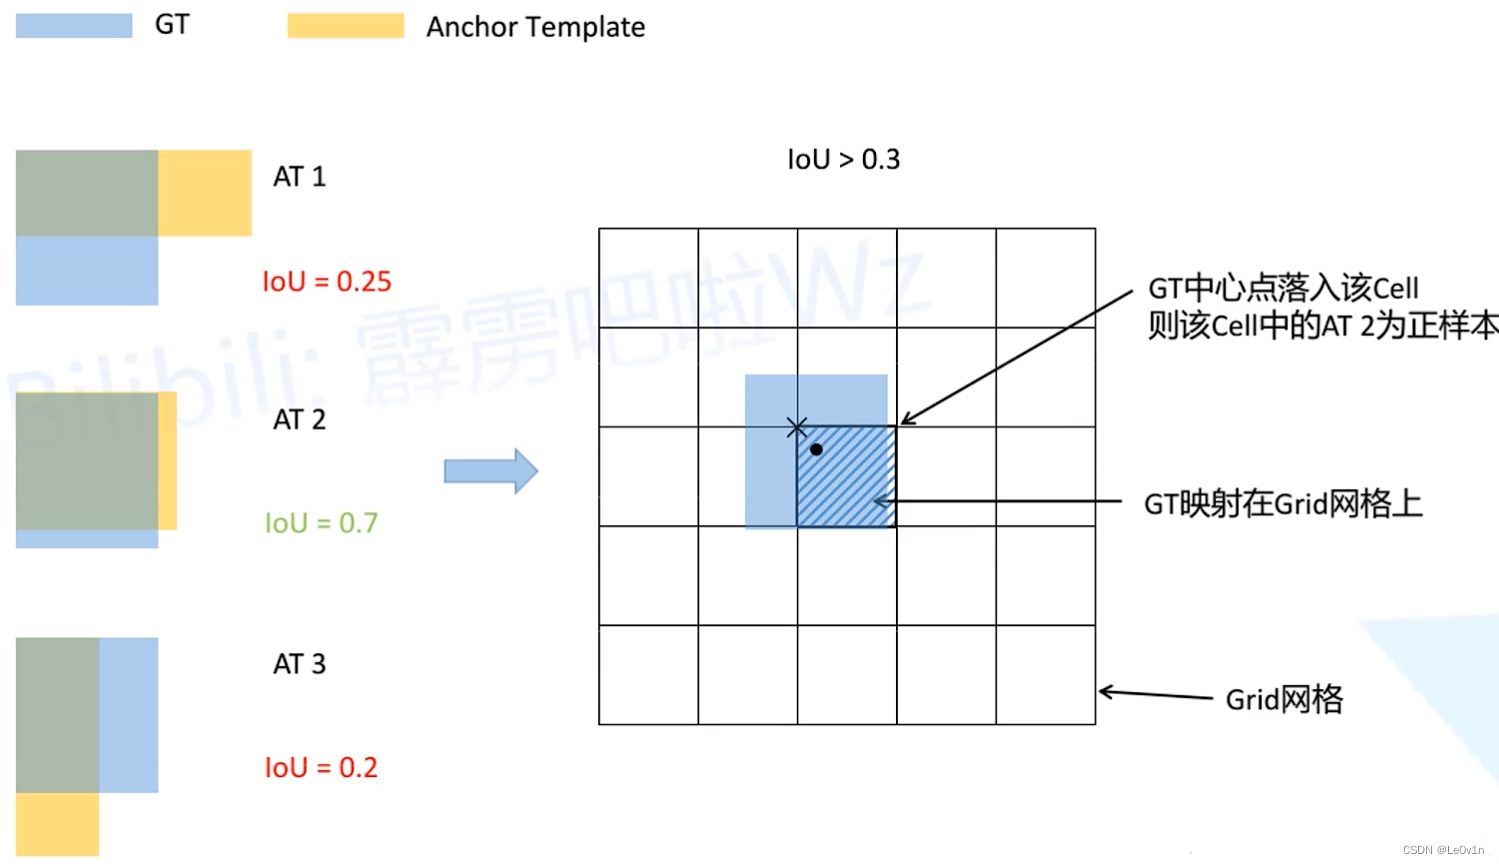 GT
Anchor Template
AT 1
IoU = 0.25
AT 2
IoU = 0.7
AT 3
IoU = 0.2
IoU > 0.3
GT中心点落入该Cell
则该Cell中的AT 2为正样本
GT映射在Grid网格上
Grid网格
Bilibili: 霹雳吧啦Wz
CSDN @Le0v1n